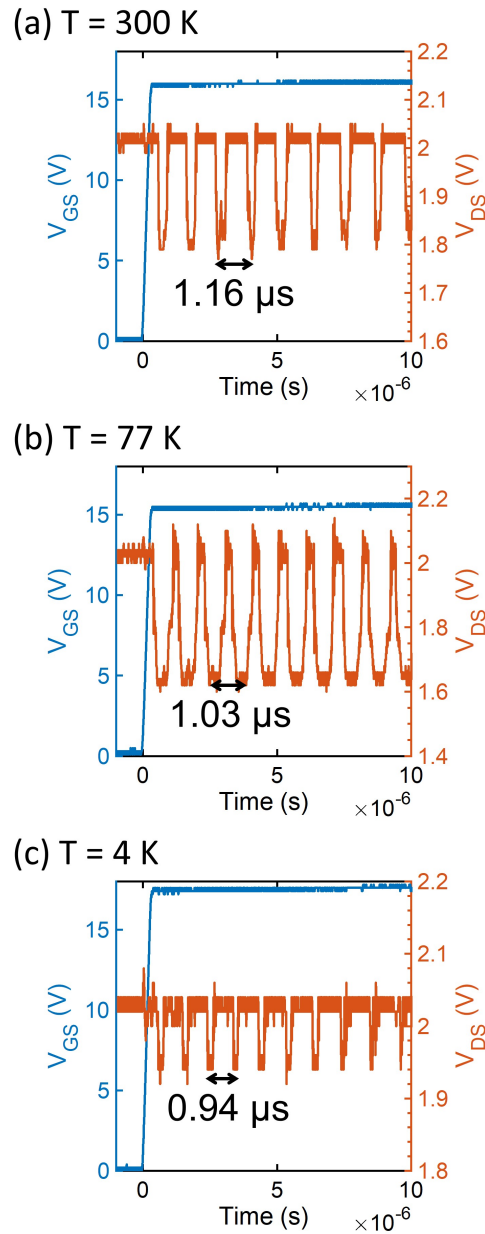 (a) T = 300 K
V_GS (V)
15
10
5
0
2.2
2.1
2
1.9
1.8
1.7
1.6
V_DS (V)
1.16 µs
0
5
10
Time (s)
×10⁻⁶
(b) T = 77 K
V_GS (V)
15
10
5
0
2.2
2
1.8
1.6
1.4
V_DS (V)
1.03 µs
0
5
10
Time (s)
×10⁻⁶
(c) T = 4 K
V_GS (V)
15
10
5
0
2.2
2.1
2
1.9
1.8
V_DS (V)
0.94 µs
0
5
10
Time (s)
×10⁻⁶